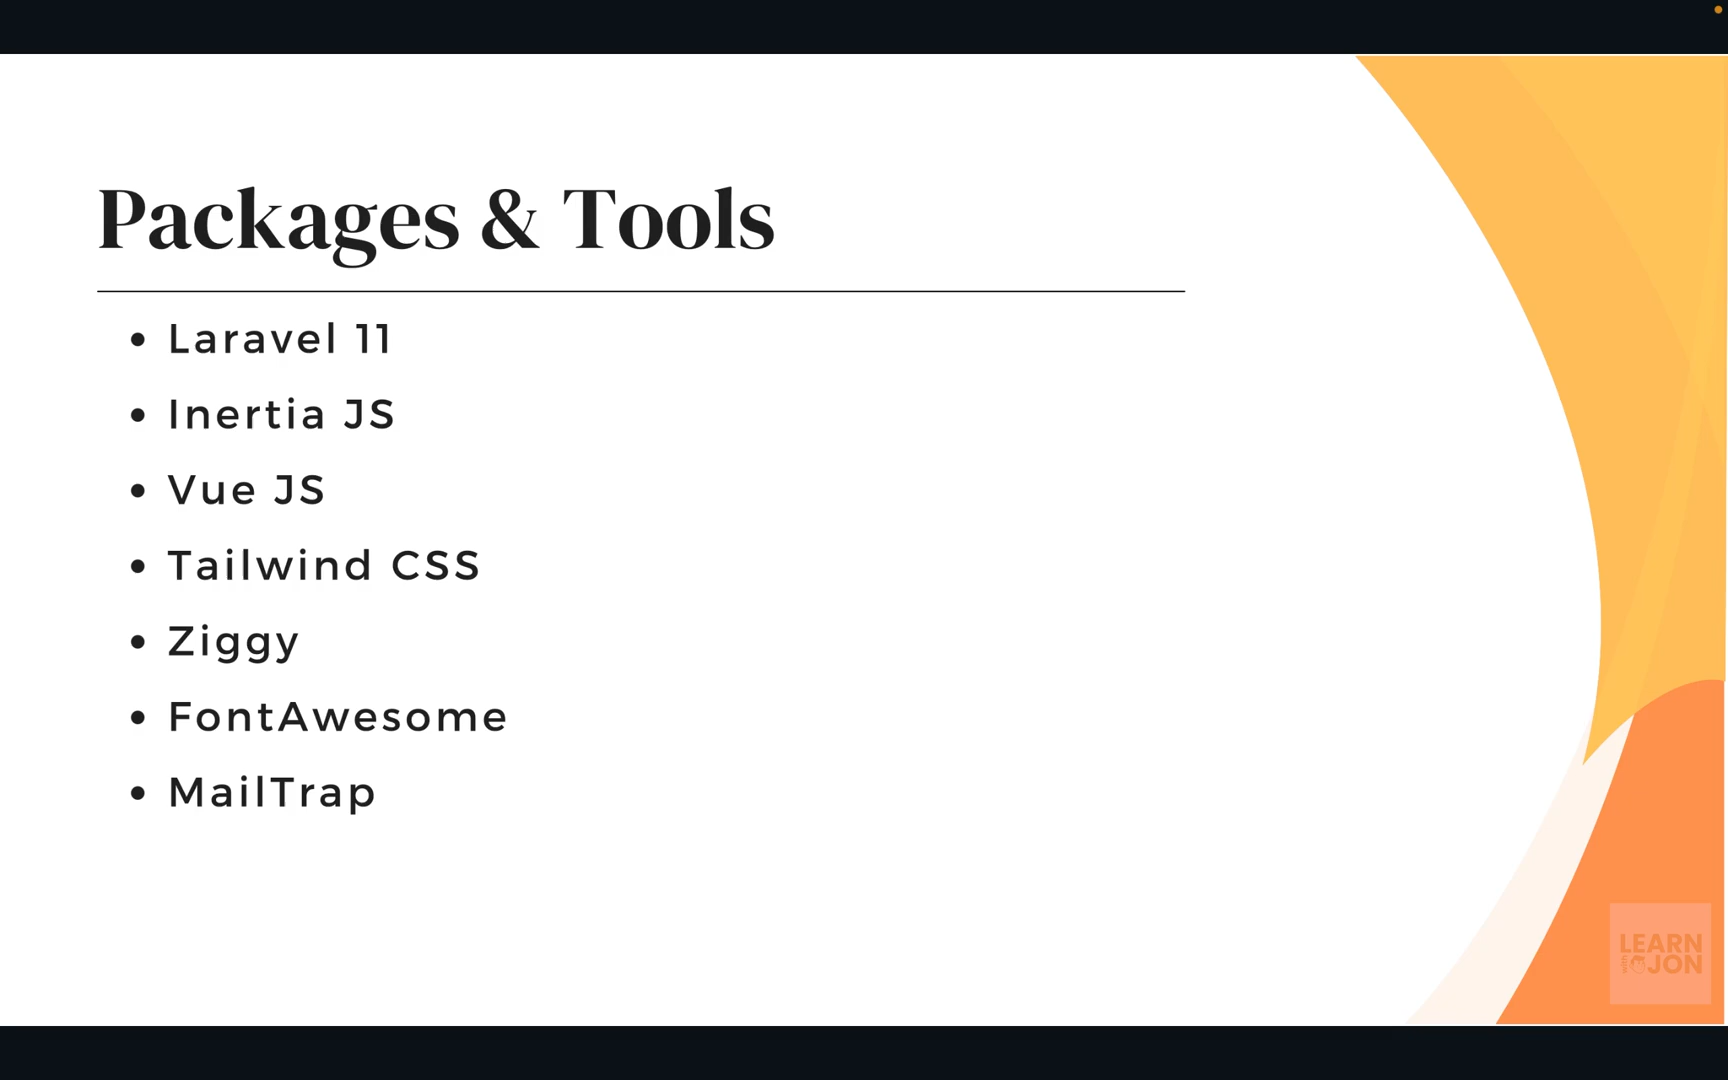 Packages & Tools
• Laravel 11
• Inertia JS
• Vue JS
• Tailwind CSS
• Ziggy
• FontAwesome
• MailTrap
LEARN
JON